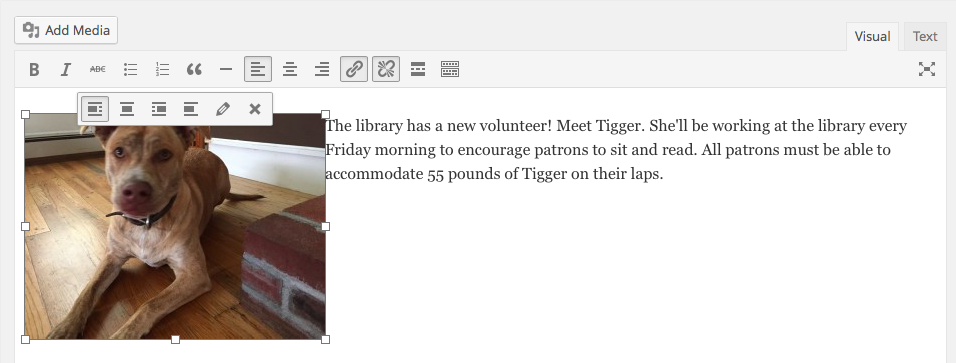 Add Media
Visual
Text
B I ABC
The library has a new volunteer! Meet Tigger. She'll be working at the library every
Friday morning to encourage patrons to sit and read. All patrons must be able to
accommodate 55 pounds of Tigger on their laps.